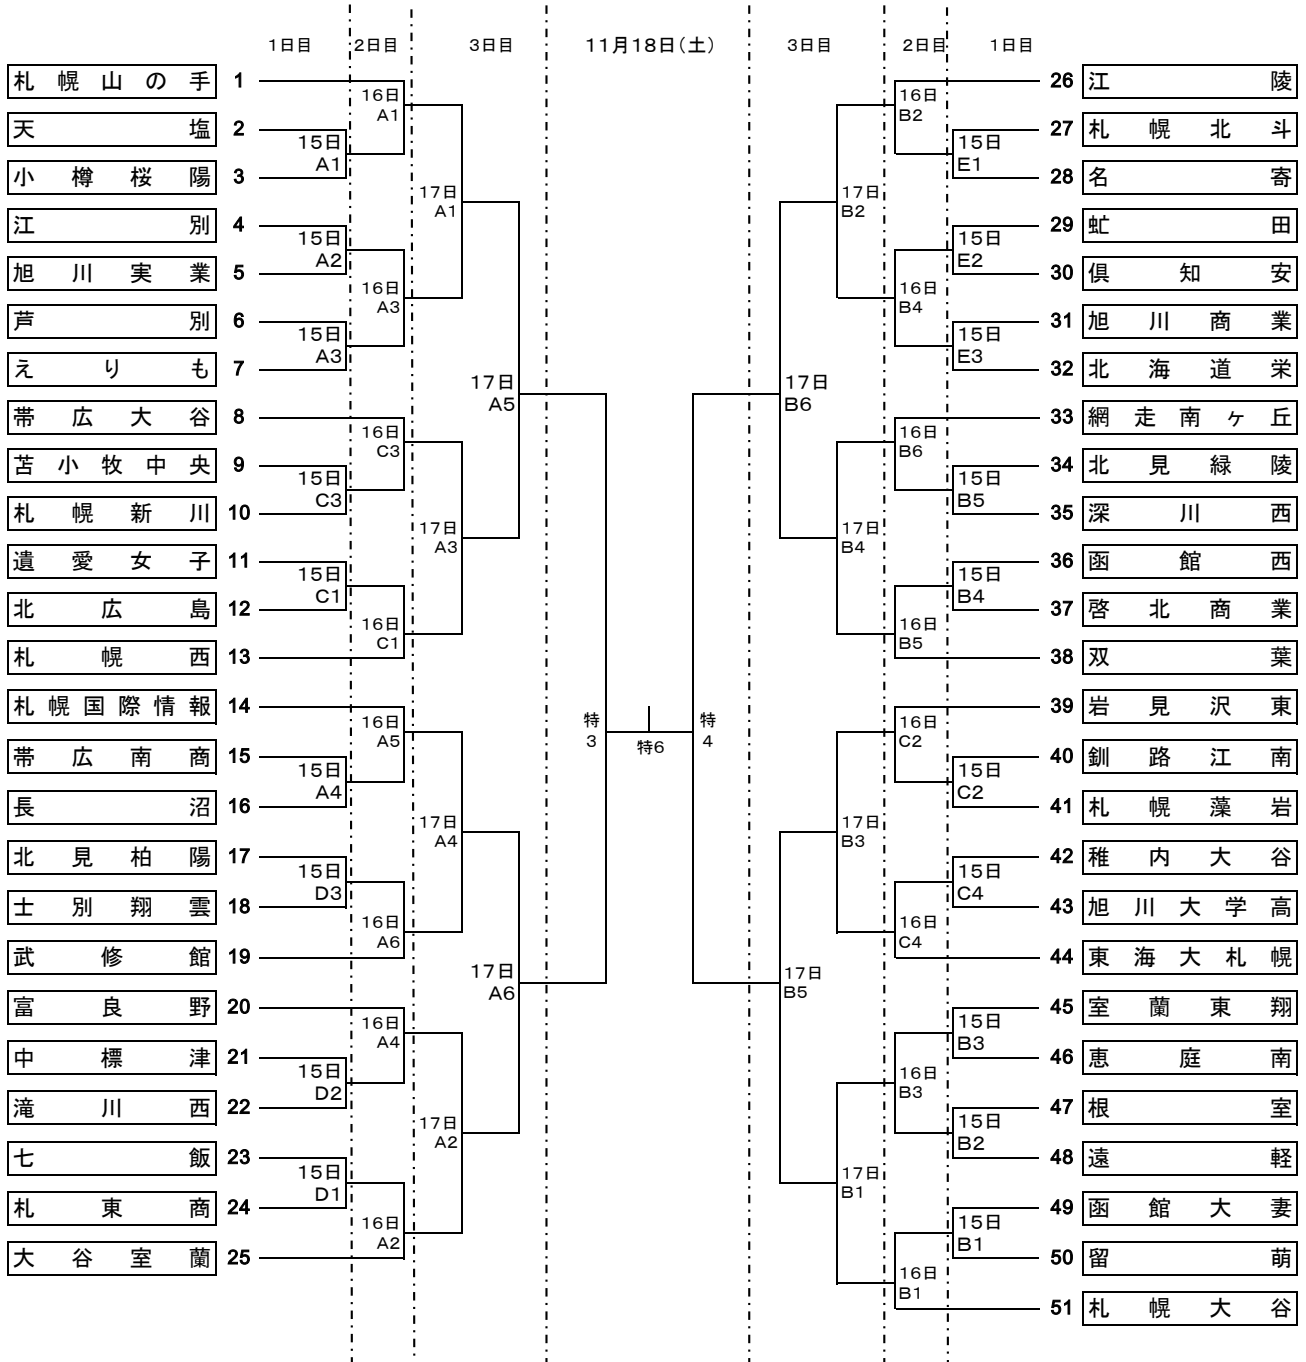 1日目 2日目 3日目 11月18日(土) 3日目 2日目 1日目
札幌山の手 1 26 江陵
16日 16日
A1 B2
天塩 2 27 札幌北斗
15日 15日
A1 E1
小樽桜陽 3 28 名寄
17日 17日
A1 B2
江別 4 29 虻田
15日 15日
A2 E2
旭川実業 5 30 倶知安
16日 16日
A3 B4
芦別 6 31 旭川商業
15日 15日
A3 E3
えりも 7 32 北海道栄
17日 17日
A5 B6
帯広大谷 8 33 網走南ヶ丘
16日 16日
C3 B6
苫小牧中央 9 34 北見緑陵
15日 15日
C3 B5
札幌新川 10 35 深川西
17日 17日
A3 B4
遺愛女子 11 36 函館西
15日 15日
C1 B4
北広島 12 37 啓北商業
16日 16日
C1 B5
札幌西 13 38 双葉
札幌国際情報 14 39 岩見沢東
16日 特 特 16日
A5 3 特6 4 C2
帯広南商 15 40 釧路江南
15日 15日
A4 C2
長沼 16 41 札幌藻岩
17日 17日
A4 B3
北見柏陽 17 42 稚内大谷
15日 15日
D3 C4
士別翔雲 18 43 旭川大学高
16日 16日
A6 C4
武修館 19 44 東海大札幌
17日 17日
A6 B5
富良野 20 45 室蘭東翔
16日 15日
A4 B3
中標津 21 46 恵庭南
15日 16日
D2 B3
滝川西 22 47 根室
17日 15日
A2 B2
七飯 23 48 遠軽
15日 17日
D1 B1
札東商 24 49 函館大妻
16日 15日
A2 B1
大谷室蘭 25 50 留萌
16日
B1
51 札幌大谷